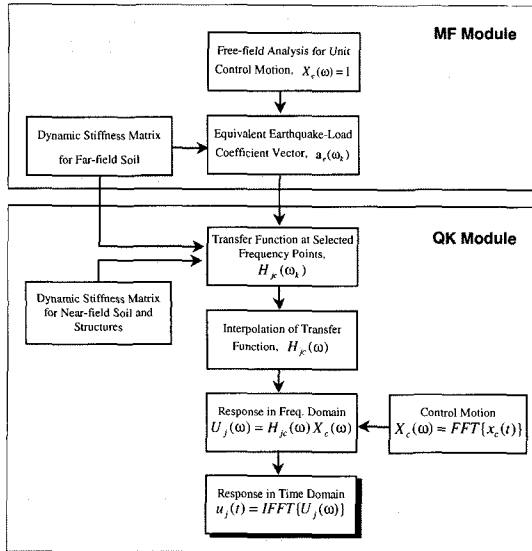 MF Module
Free-field Analysis for Unit
Control Motion, X_c(ω) = 1
Dynamic Stiffness Matrix
for Far-field Soil
Equivalent Earthquake-Load
Coefficient Vector, a_e(ω_k)
QK Module
Transfer Function at Selected
Frequency Points,
H_jc(ω_k)
Dynamic Stiffness Matrix
for Near-field Soil and
Structures
Interpolation of Transfer
Function, H_jc(ω)
Response in Freq. Domain
U_j(ω) = H_jc(ω) X_c(ω)
Control Motion
X_c(ω) = FFT{x_c(t)}
Response in Time Domain
u_j(t) = IFFT{U_j(ω)}